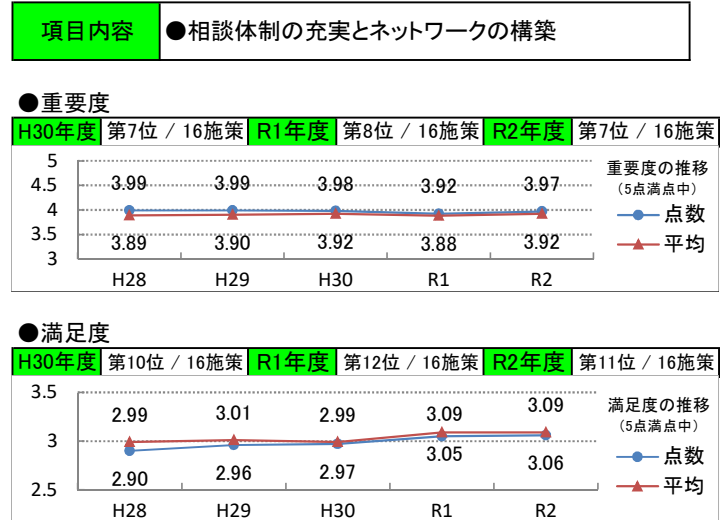 項目内容 ●相談体制の充実とネットワークの構築
●重要度
H30年度 第7位 / 16施策 R1年度 第8位 / 16施策 R2年度 第7位 / 16施策
重要度の推移
(5点満点中)
点数
平均
5
4.5
4
3.5
3
3.99 3.99 3.98 3.92 3.97
3.89 3.90 3.92 3.88 3.92
H28 H29 H30 R1 R2
●満足度
H30年度 第10位 / 16施策 R1年度 第12位 / 16施策 R2年度 第11位 / 16施策
満足度の推移
(5点満点中)
点数
平均
3.5
3
2.5
2.99 3.01 2.99 3.09 3.09
2.90 2.96 2.97 3.05 3.06
H28 H29 H30 R1 R2